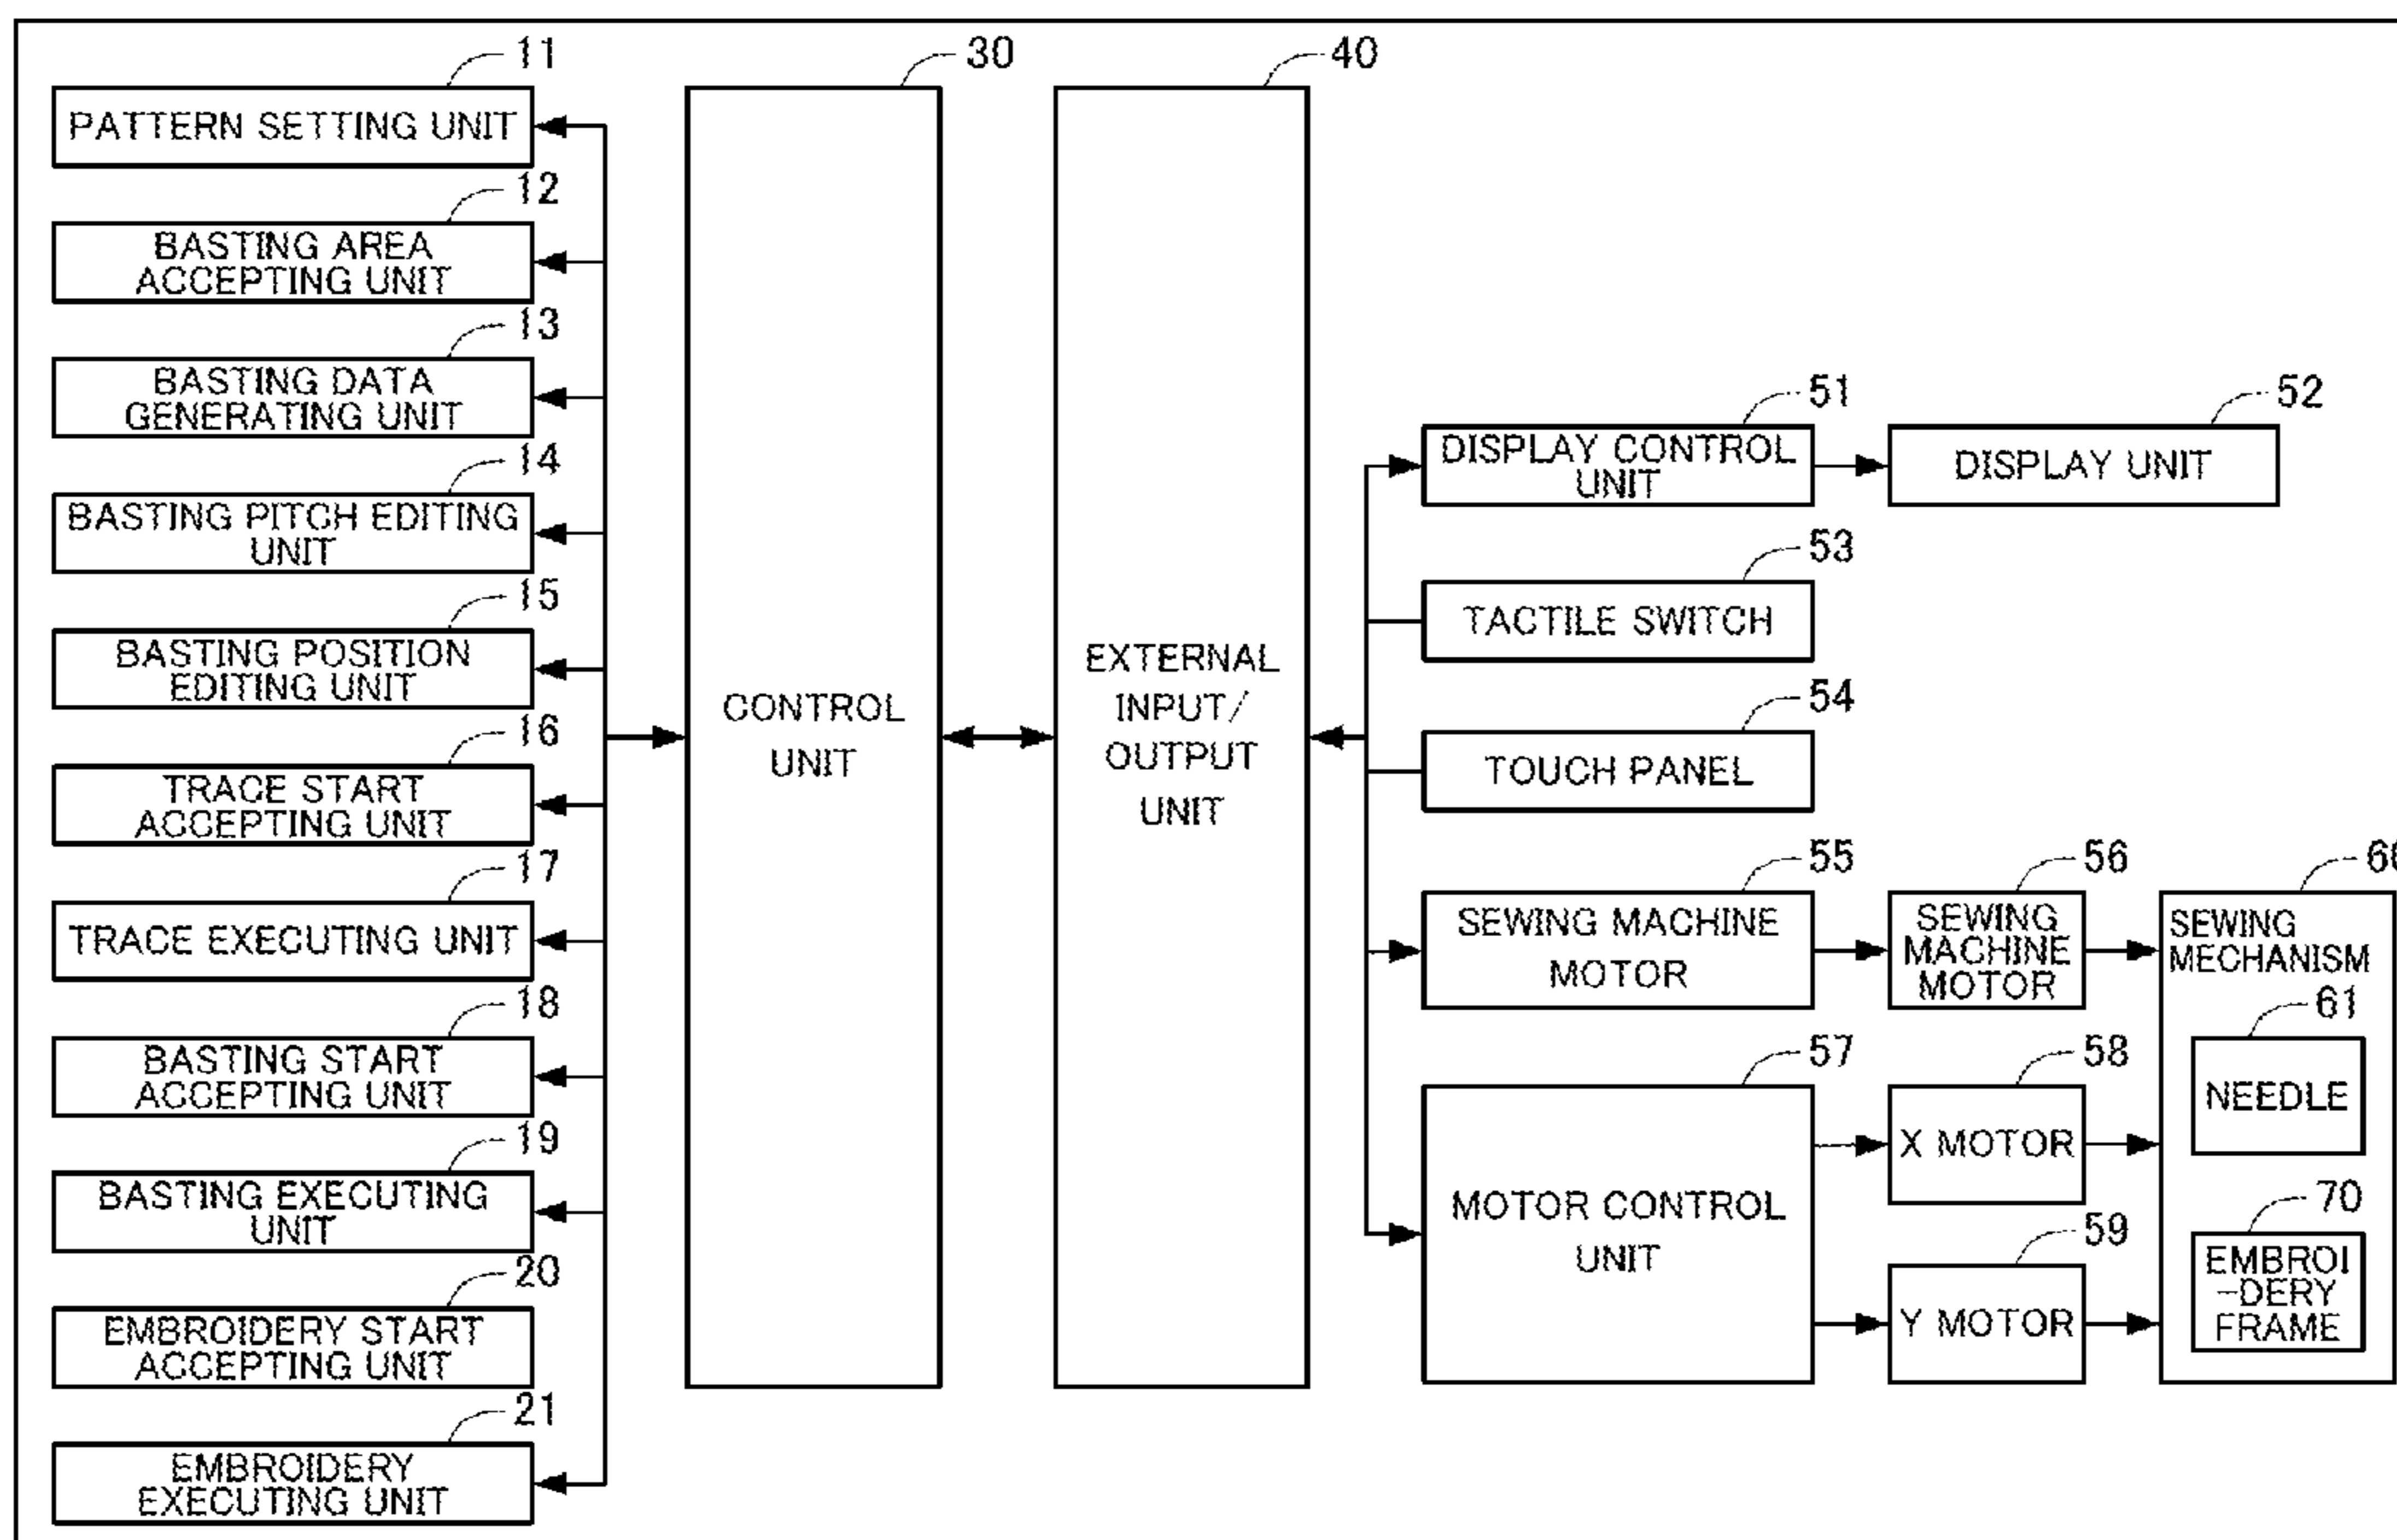 11
PATTERN SETTING UNIT
12
BASTING AREA
ACCEPTING UNIT
13
BASTING DATA
GENERATING UNIT
14
BASTING PITCH EDITING
UNIT
15
BASTING POSITION
EDITING UNIT
16
TRACE START
ACCEPTING UNIT
17
TRACE EXECUTING UNIT
18
BASTING START
ACCEPTING UNIT
19
BASTING EXECUTING
UNIT
20
EMBROIDERY START
ACCEPTING UNIT
21
EMBROIDERY
EXECUTING UNIT
30
CONTROL
UNIT
40
EXTERNAL
INPUT/
OUTPUT
UNIT
51
DISPLAY CONTROL
UNIT
52
DISPLAY UNIT
53
TACTILE SWITCH
54
TOUCH PANEL
55
SEWING MACHINE
MOTOR
56
SEWING
MACHINE
MOTOR
57
MOTOR CONTROL
UNIT
58
X MOTOR
59
Y MOTOR
SEWING
MECHANISM
61
NEEDLE
70
EMBROI
-DERY
FRAME